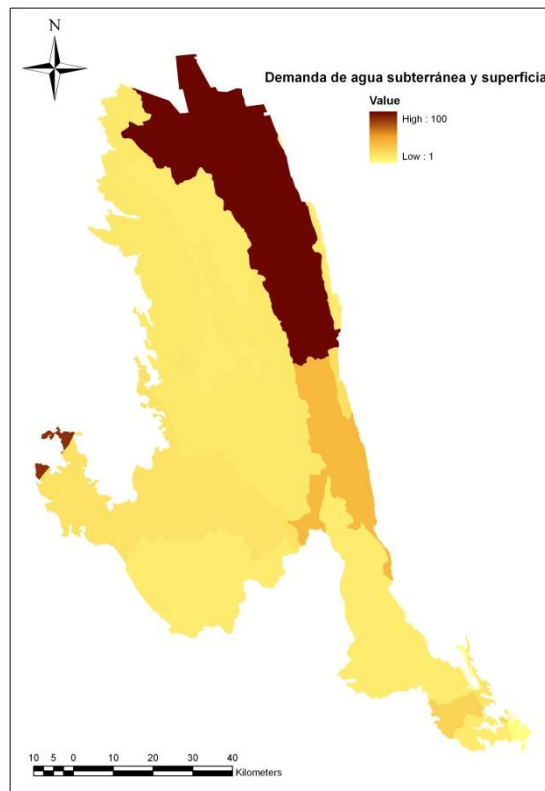 N
Demanda de agua subterránea y superficia
Value
High : 100
Low : 1
10 5 0 10 20 30 40
Kilometers